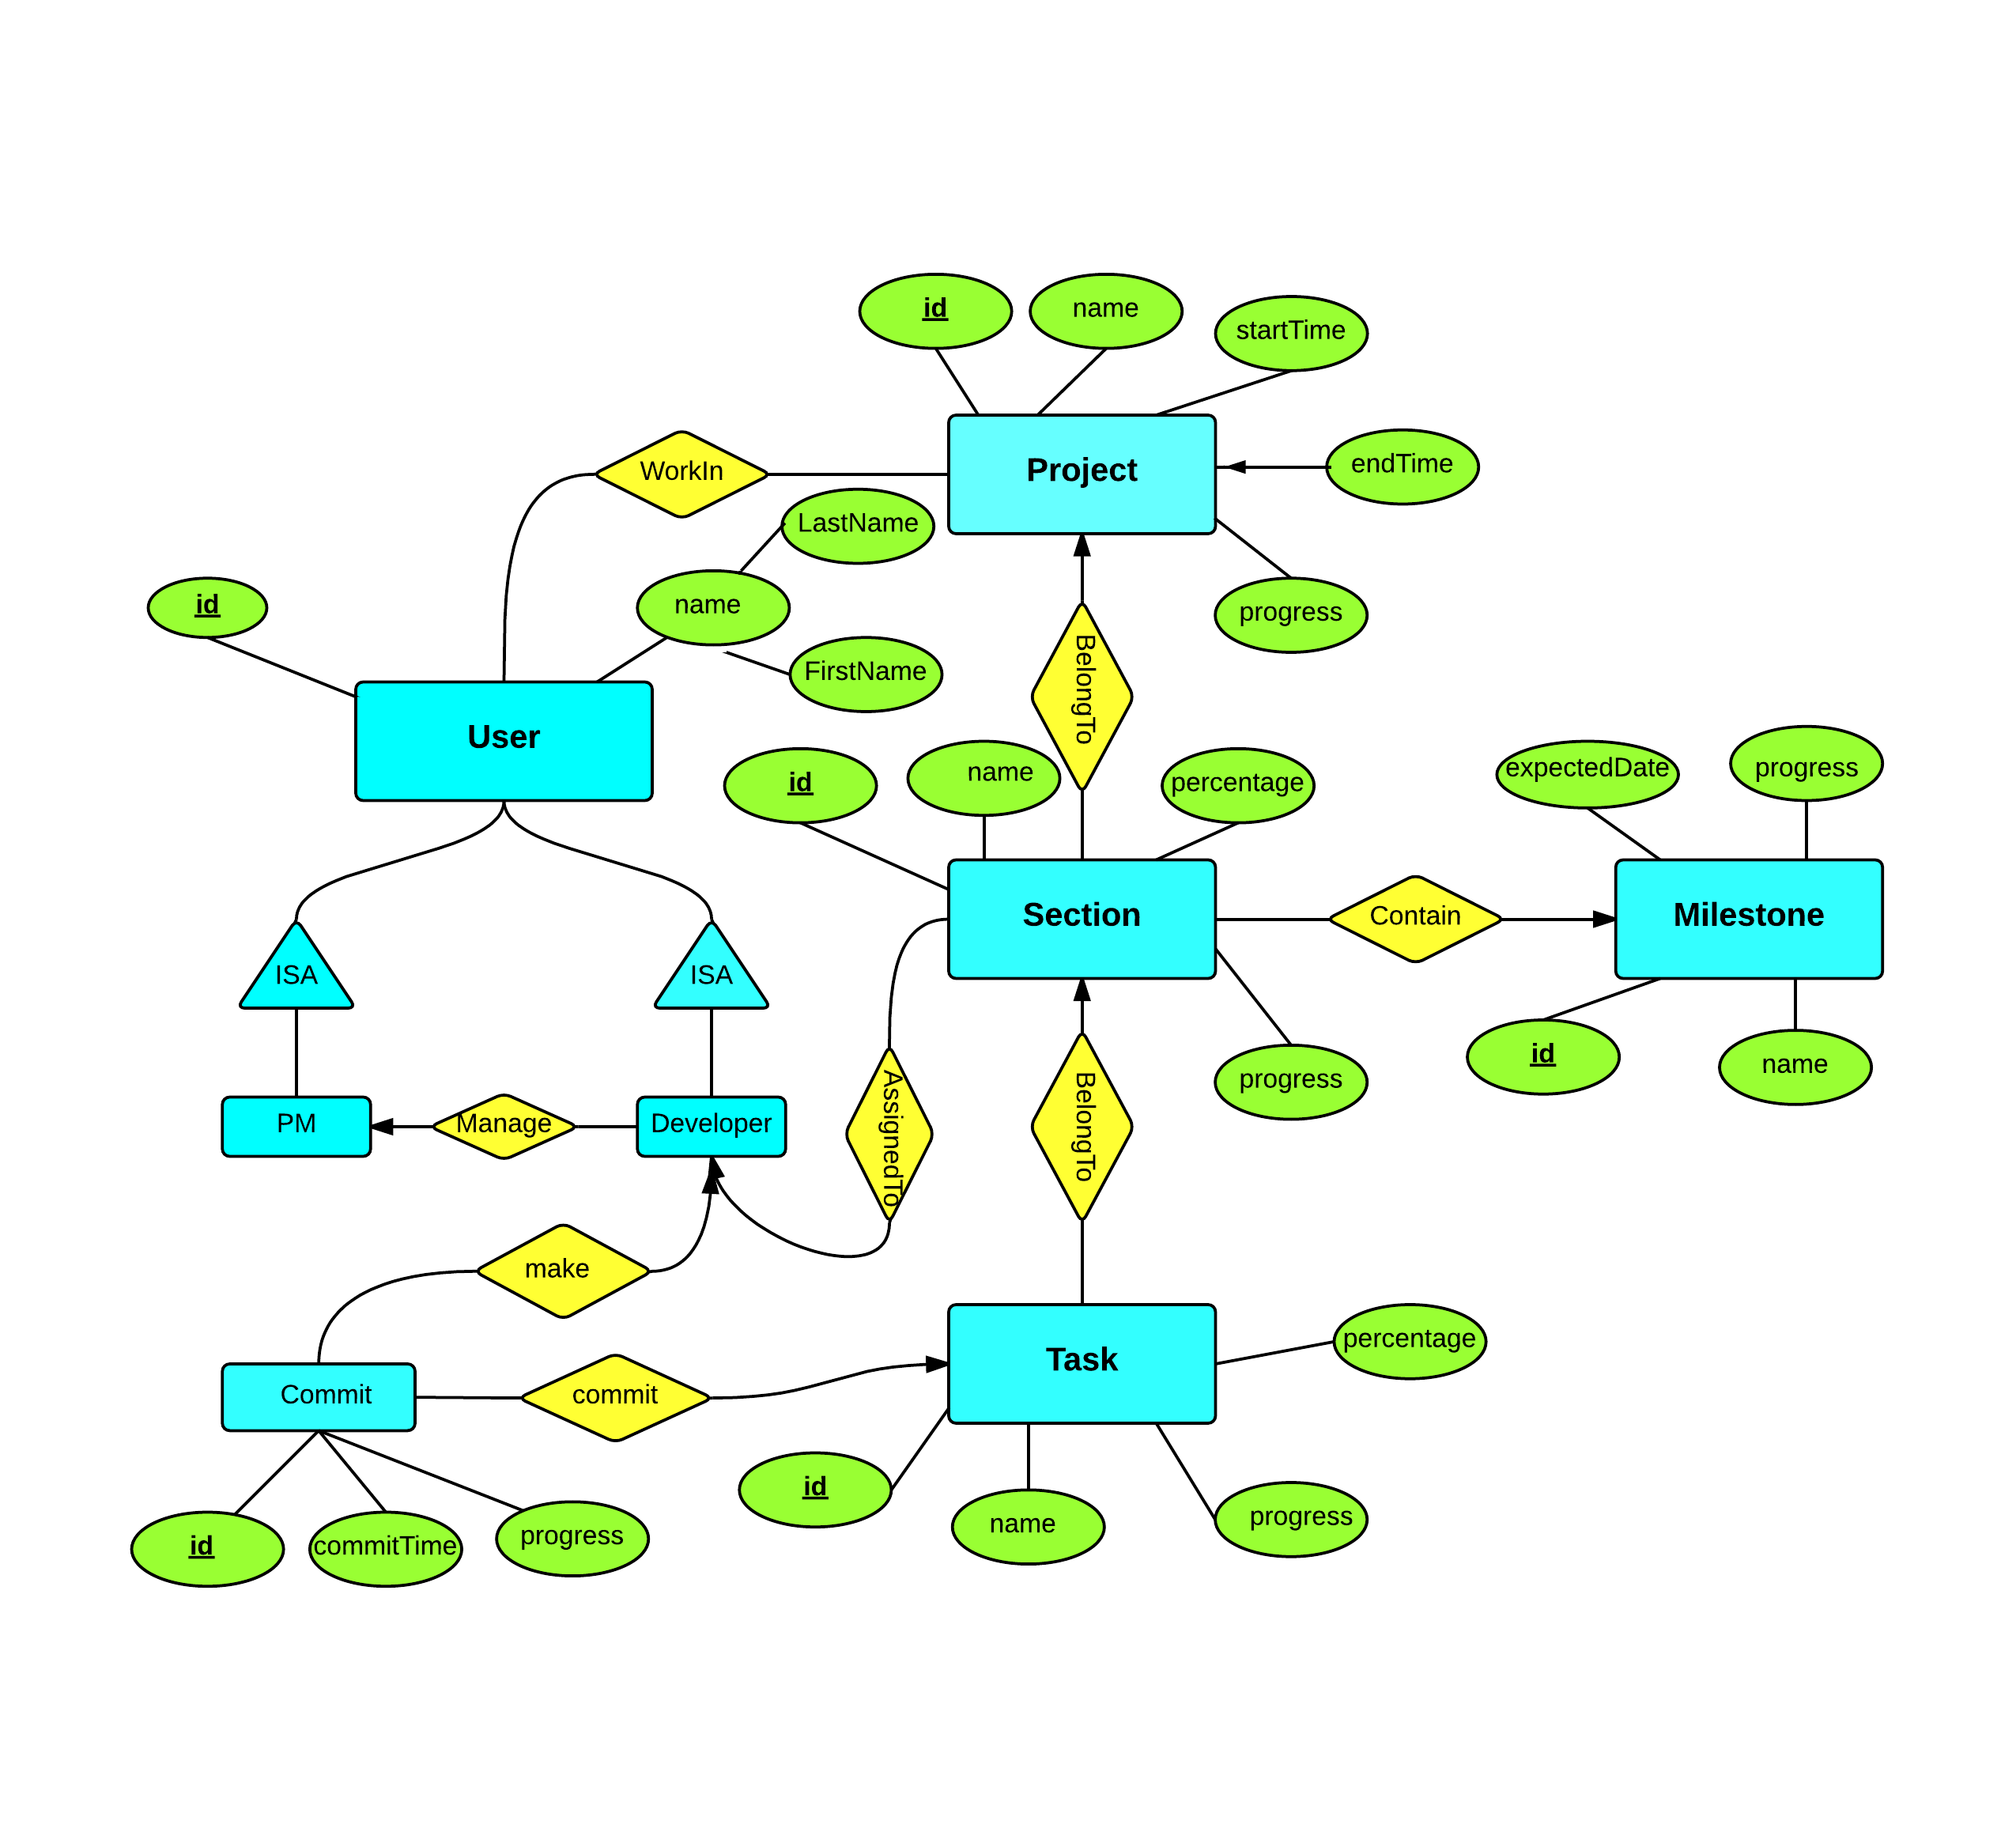 id
name
startTime
Project
endTime
WorkIn
LastName
name
FirstName
progress
id
User
BelongTo
id
name
percentage
expectedDate
progress
Section
Contain
Milestone
ISA
ISA
id
name
progress
PM
Manage
Developer
AssignedTo
BelongTo
make
Commit
commit
Task
percentage
id
name
progress
id
commitTime
progress